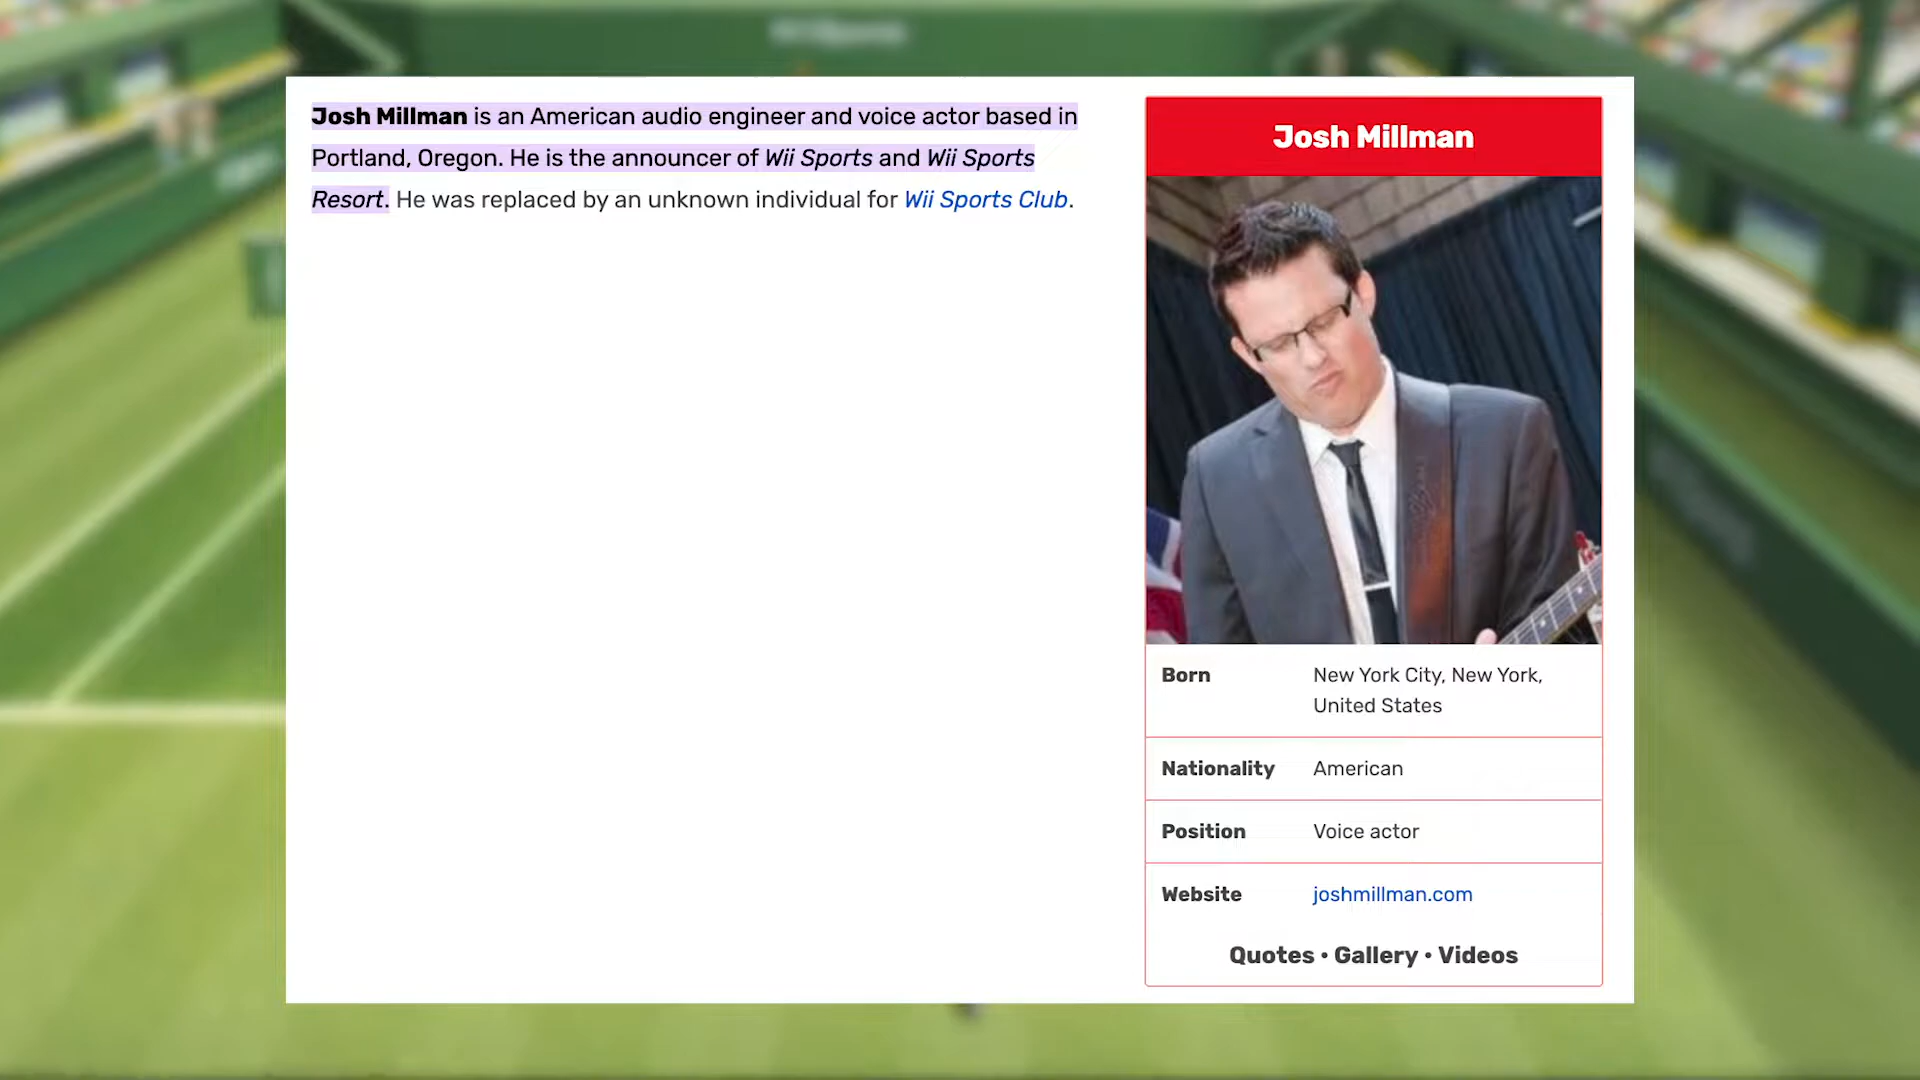 Josh Millman is an American audio engineer and voice actor based in
Portland, Oregon. He is the announcer of Wii Sports and Wii Sports
Resort. He was replaced by an unknown individual for Wii Sports Club.
Josh Millman
Born New York City, New York,
United States
Nationality American
Position Voice actor
Website joshmillman.com
Quotes • Gallery • Videos